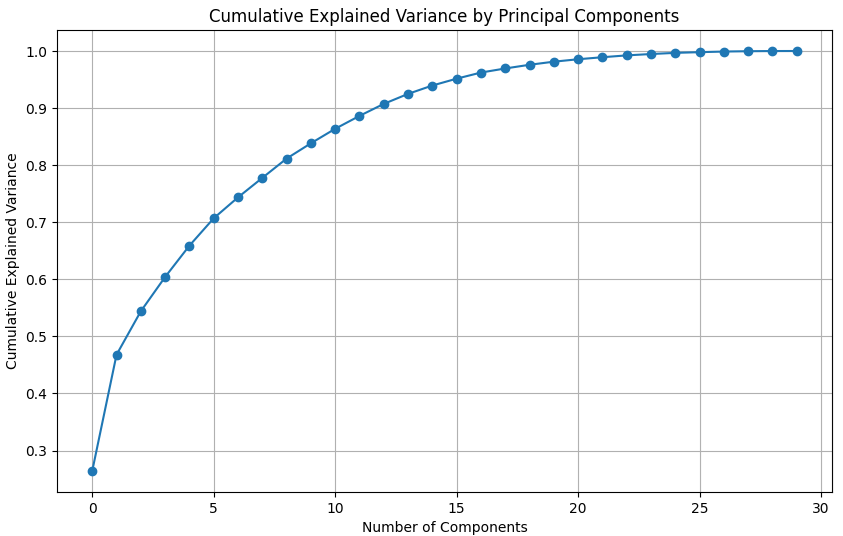 Cumulative Explained Variance by Principal Components
Cumulative Explained Variance
1.0
0.9
0.8
0.7
0.6
0.5
0.4
0.3
0 5 10 15 20 25 30
Number of Components